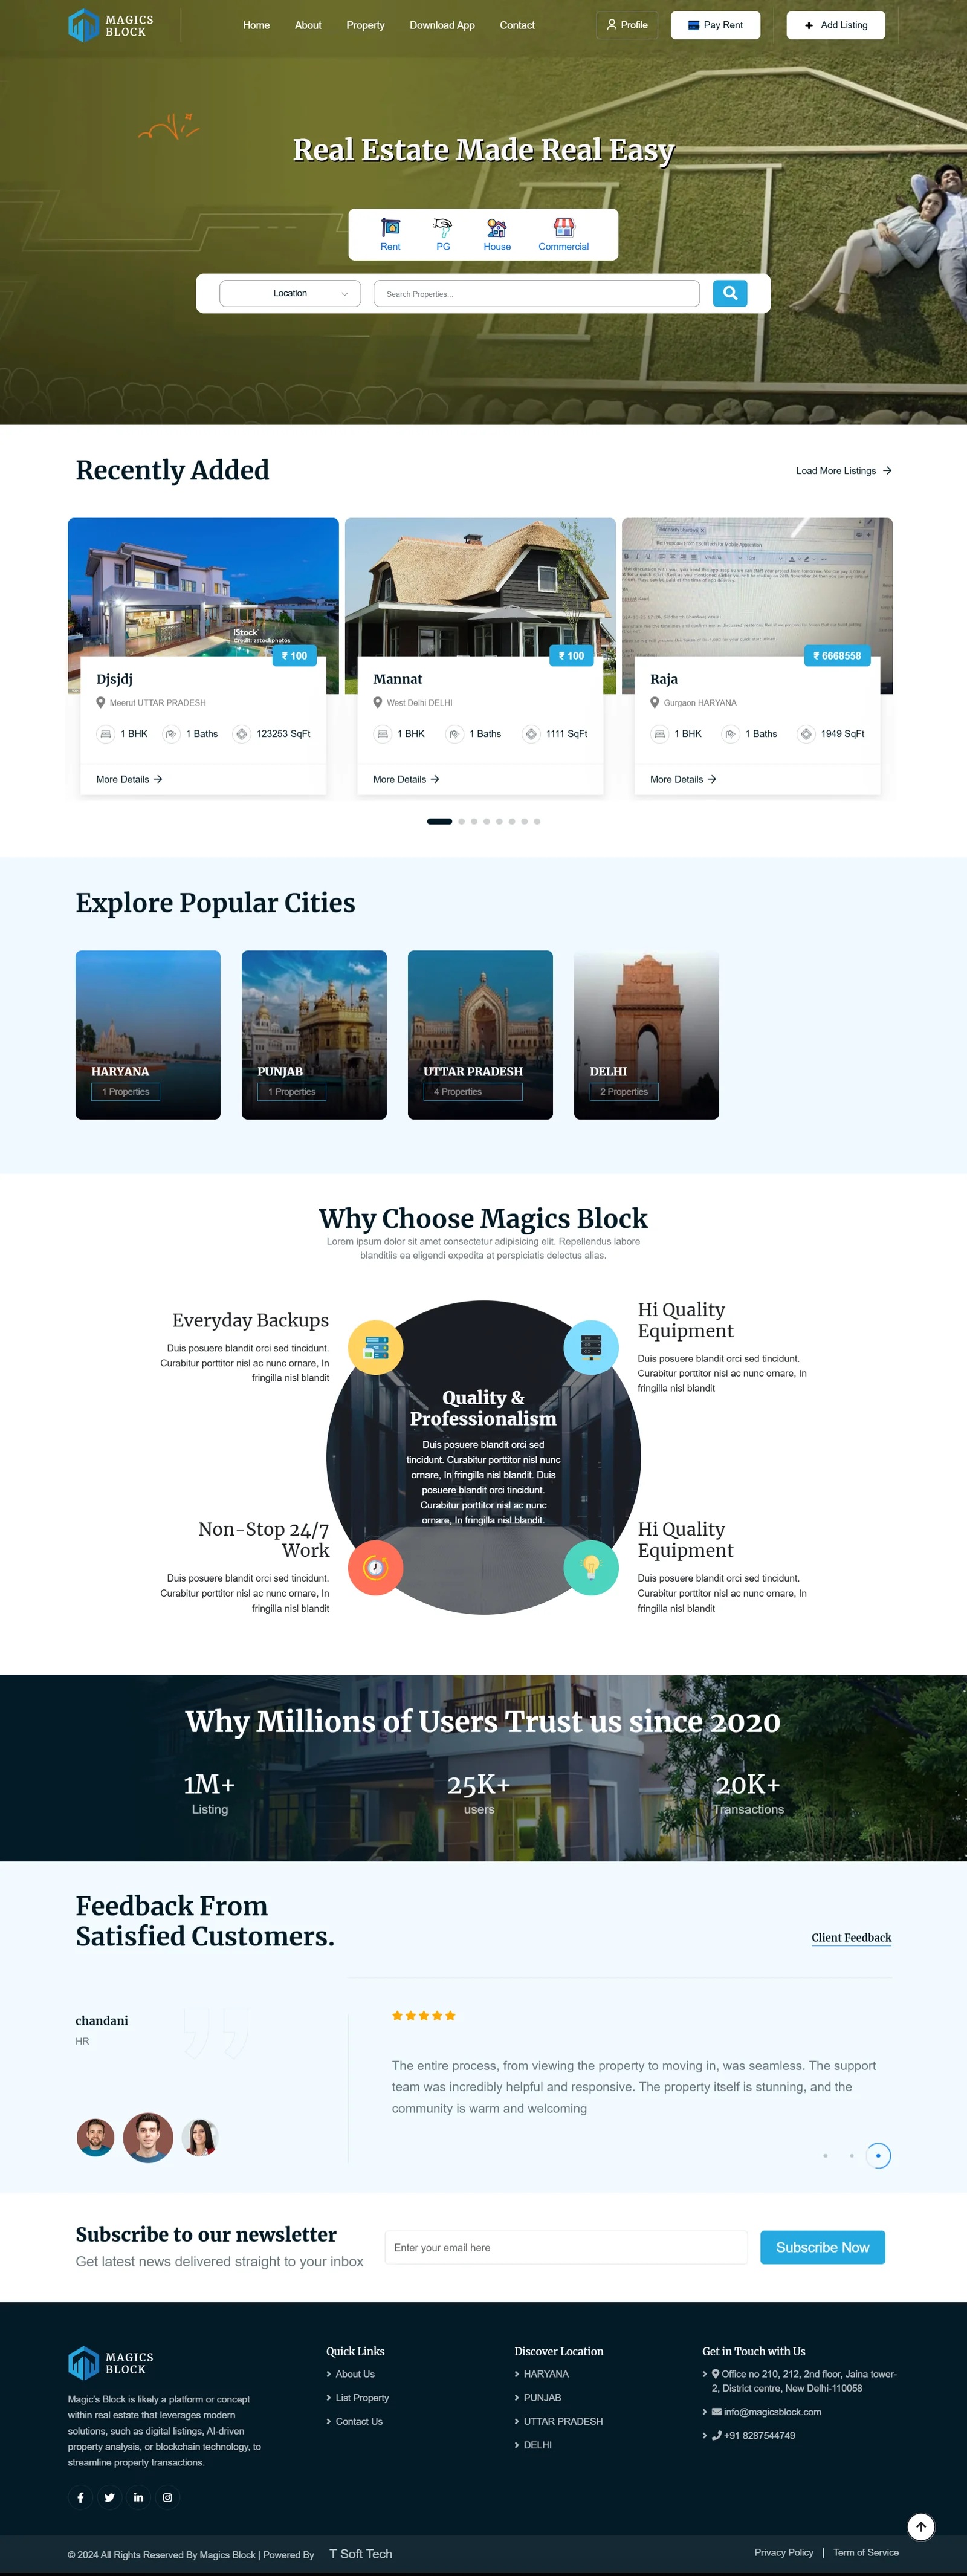 MAGICS
BLOCK
Home About Property Download App Contact
Profile
Pay Rent
Add Listing
Real Estate Made Real Easy
Rent PG House Commercial
Location
Search Properties...
Recently Added
Load More Listings
iStock
Credit: zstockphotos
₹ 100
Djsjdj
Meerut UTTAR PRADESH
1 BHK 1 Baths 123253 SqFt
More Details
₹ 100
Mannat
West Delhi DELHI
1 BHK 1 Baths 1111 SqFt
More Details
₹ 6668558
Raja
Gurgaon HARYANA
1 BHK 1 Baths 1949 SqFt
More Details
Explore Popular Cities
HARYANA
1 Properties
PUNJAB
1 Properties
UTTAR PRADESH
4 Properties
DELHI
2 Properties
Why Choose Magics Block
Lorem ipsum dolor sit amet consectetur adipisicing elit. Repellendus labore
blanditiis ea eligendi expedita at perspiciatis delectus alias.
Everyday Backups
Duis posuere blandit orci sed tincidunt.
Curabitur porttitor nisl ac nunc ornare, In
fringilla nisl blandit
Hi Quality
Equipment
Duis posuere blandit orci sed tincidunt.
Curabitur porttitor nisl ac nunc ornare, In
fringilla nisl blandit
Quality &
Professionalism
Duis posuere blandit orci sed
tincidunt. Curabitur porttitor nisl nunc
ornare, In fringilla nisl blandit. Duis
posuere blandit orci tincidunt.
Curabitur porttitor nisl ac nunc
ornare, In fringilla nisl blandit.
Non-Stop 24/7
Work
Duis posuere blandit orci sed tincidunt.
Curabitur porttitor nisl ac nunc ornare, In
fringilla nisl blandit
Hi Quality
Equipment
Duis posuere blandit orci sed tincidunt.
Curabitur porttitor nisl ac nunc ornare, In
fringilla nisl blandit
Why Millions of Users Trust us since 2020
1M+
Listing
25K+
users
20K+
Transactions
Feedback From
Satisfied Customers.
Client Feedback
chandani
HR
The entire process, from viewing the property to moving in, was seamless. The support
team was incredibly helpful and responsive. The property itself is stunning, and the
community is warm and welcoming
Subscribe to our newsletter
Get latest news delivered straight to your inbox
Enter your email here
Subscribe Now
MAGICS
BLOCK
Magic's Block is likely a platform or concept
within real estate that leverages modern
solutions, such as digital listings, AI-driven
property analysis, or blockchain technology, to
streamline property transactions.
Quick Links
About Us
List Property
Contact Us
Discover Location
HARYANA
PUNJAB
UTTAR PRADESH
DELHI
Get in Touch with Us
Office no 210, 212, 2nd floor, Jaina tower-
2, District centre, New Delhi-110058
info@magicsblock.com
+91 8287544749
© 2024 All Rights Reserved By Magics Block | Powered By T Soft Tech
Privacy Policy | Term of Service